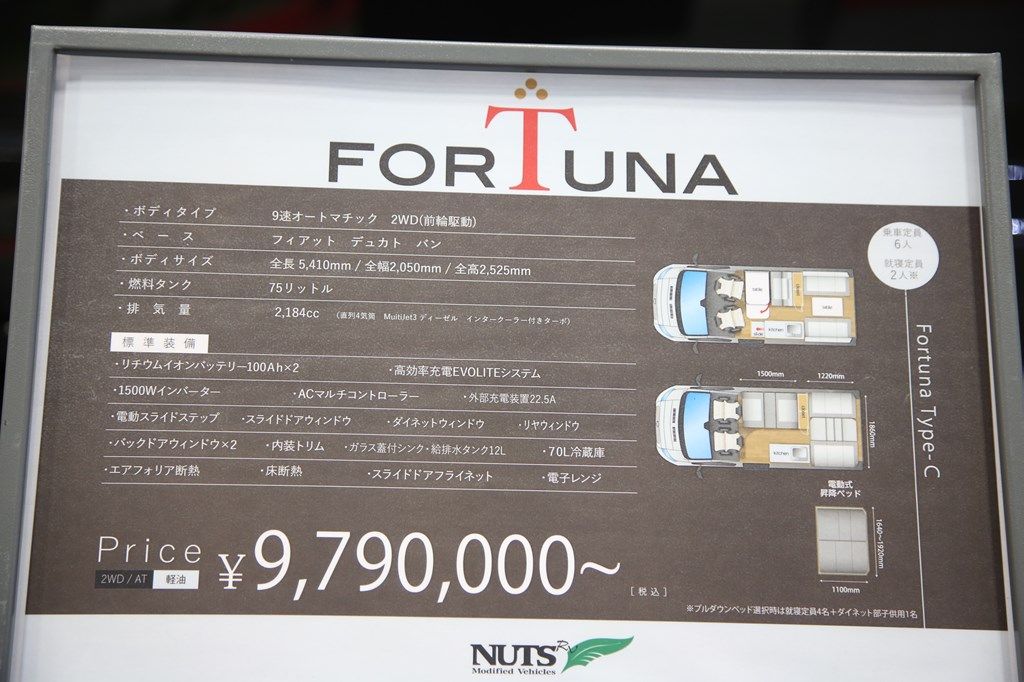 FORTUNA
・ボディタイプ 9速オートマチック 2WD(前輪駆動)
・ベース フィアット デュカト バン
・ボディサイズ 全長 5,410mm / 全幅2,050mm / 全高2,525mm
・燃料タンク 75リットル
・排気量 2,184cc (直列4気筒 MuitiJet3 ディーゼル インタークーラー付きターボ)
標準装備
・リチウムイオンバッテリー100Ah×2 ・高効率充電EVOLITEシステム
・1500Wインバーター ・ACマルチコントローラー ・外部充電装置22.5A
・電動スライドステップ ・スライドドアウィンドウ ・ダイネットウィンドウ ・リヤウィンドウ
・バックドアウィンドウ×2 ・内装トリム ・ガラス蓋付シンク・給排水タンク12L ・70L冷蔵庫
・エアフォリア断熱 ・床断熱 ・スライドドアフライネット ・電子レンジ
Price
2WD / AT 軽油
¥9,790,000~
[税込]
乗車定員
6人
就寝定員
2人※
Fortuna Type-C
table
closet
table
slide
kitchen
1500mm 1220mm
closet
kitchen
1860mm
電動式
昇降ベッド
1640~1920mm
1100mm
※プルダウンベッド選択時は就寝定員4名+ダイネット部子供用1名
NUTS RV
Modified Vehicles